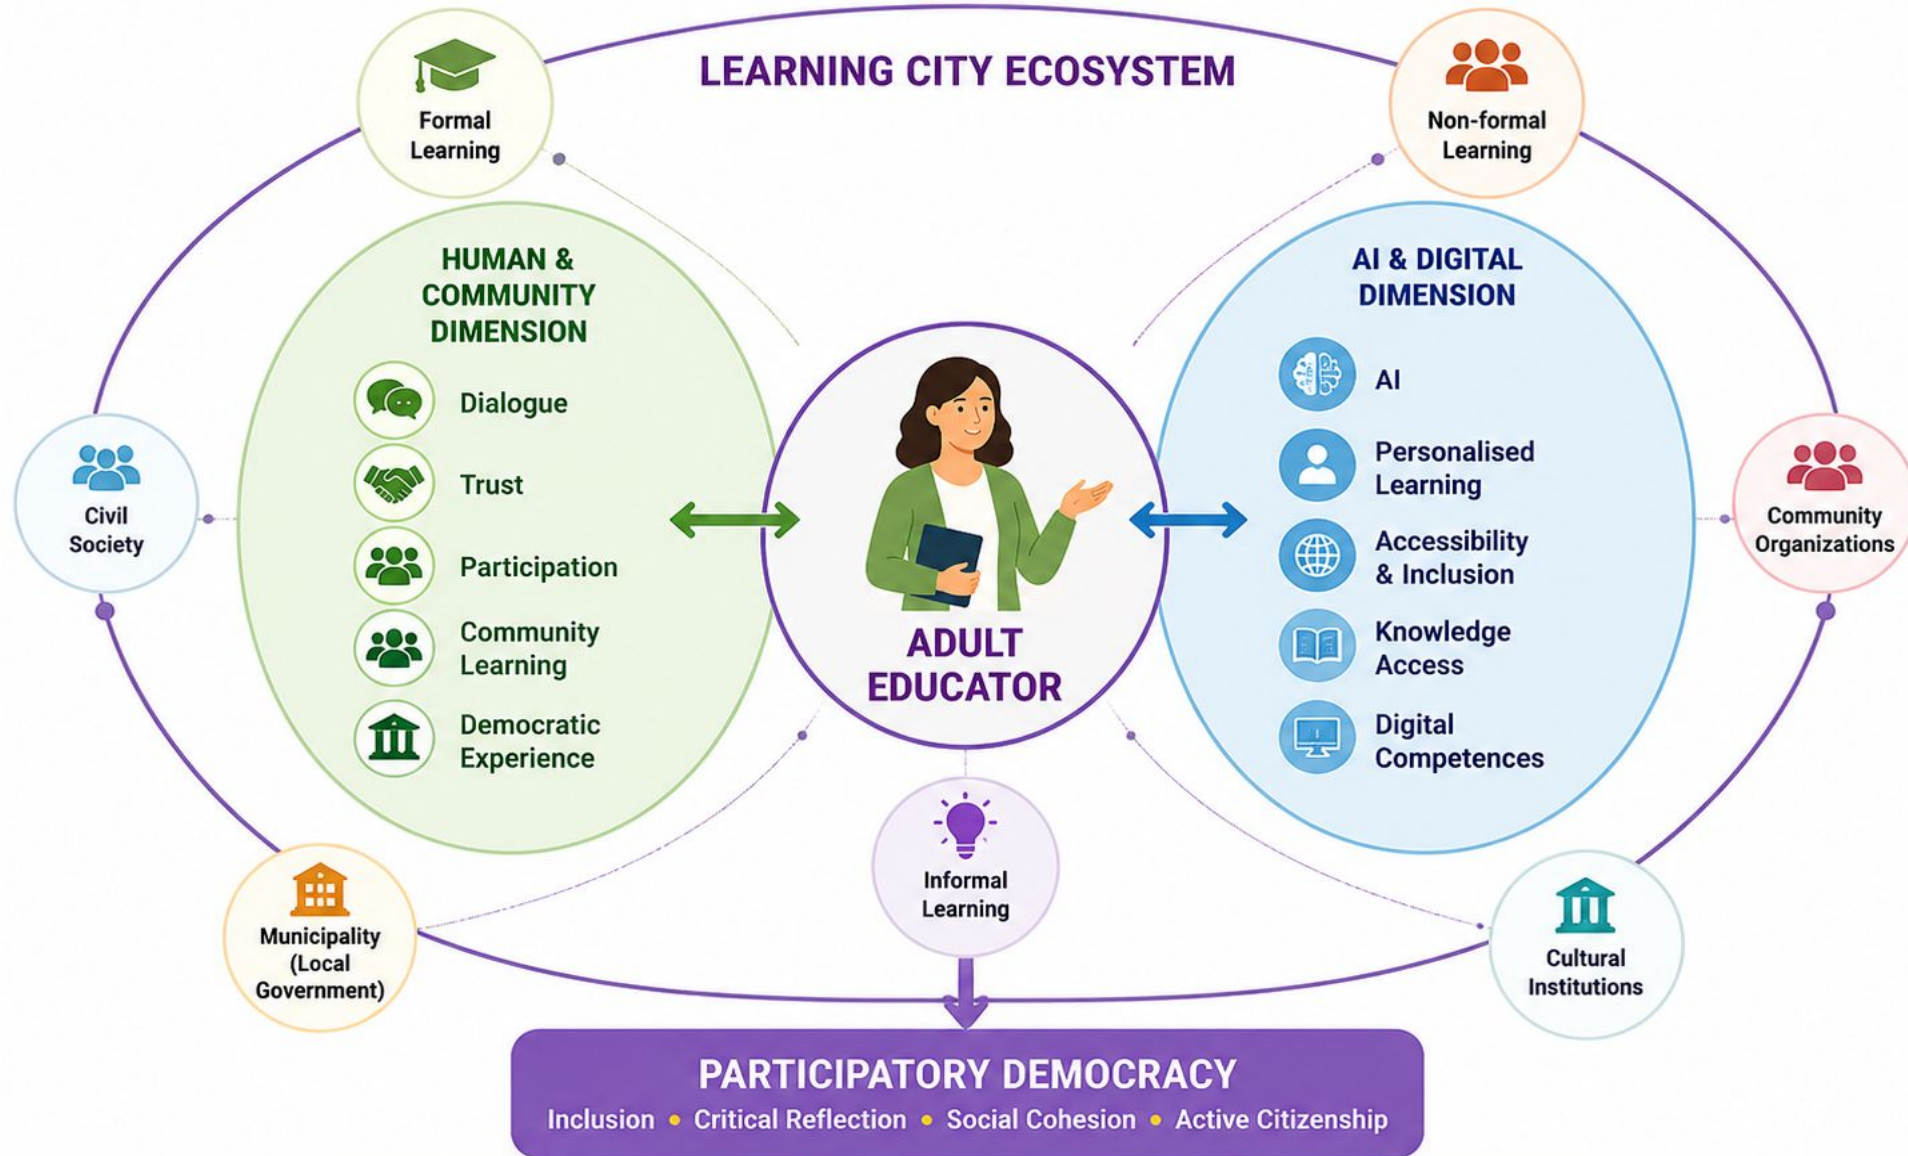 LEARNING CITY ECOSYSTEM
Formal
Learning
Non-formal
Learning
HUMAN &
COMMUNITY
DIMENSION
Dialogue
Trust
Participation
Community
Learning
Democratic
Experience
AI & DIGITAL
DIMENSION
AI
Personalised
Learning
Accessibility
& Inclusion
Knowledge
Access
Digital
Competences
Civil
Society
Community
Organizations
ADULT
EDUCATOR
Informal
Learning
Municipality
(Local
Government)
Cultural
Institutions
PARTICIPATORY DEMOCRACY
Inclusion • Critical Reflection • Social Cohesion • Active Citizenship